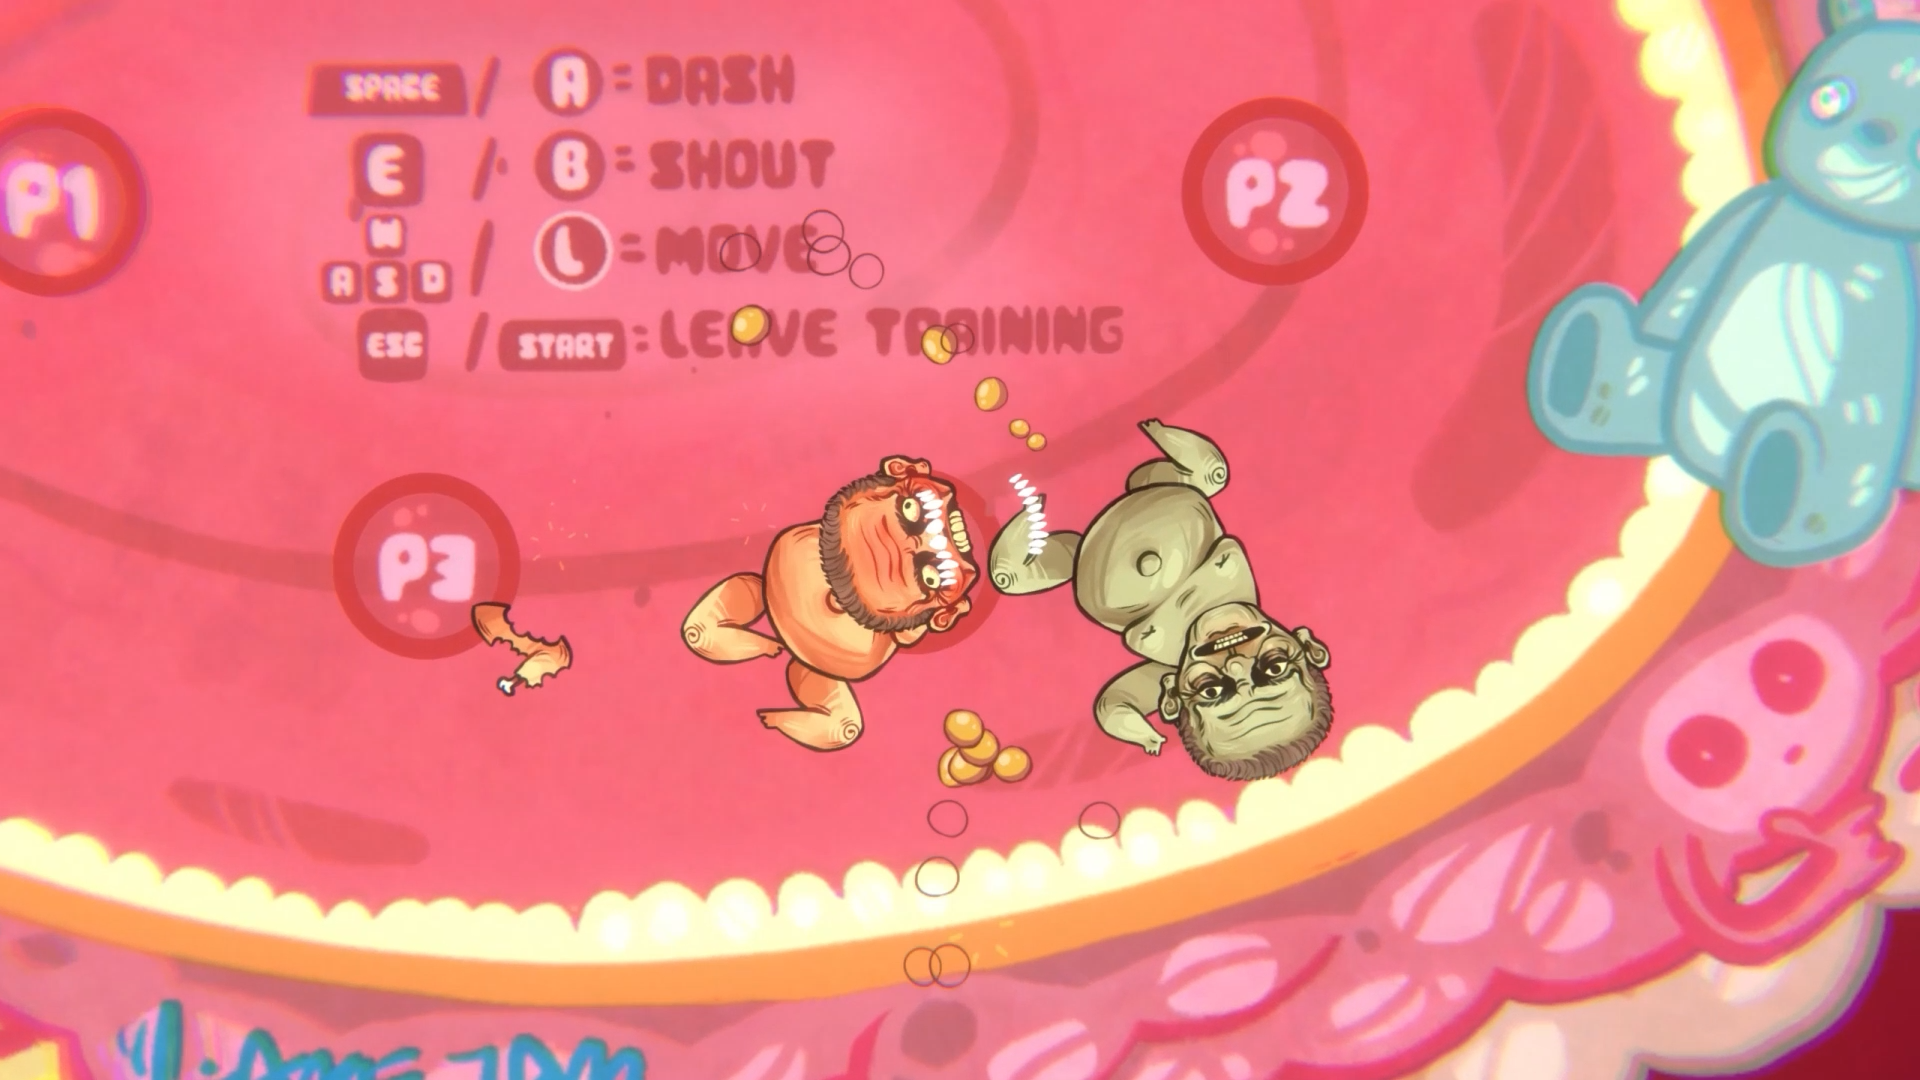 SPACE / A = DASH
E / B = SHOUT
W
A S D / L = MOVE
ESC / START = LEAVE TRAINING
P1
P2
P3